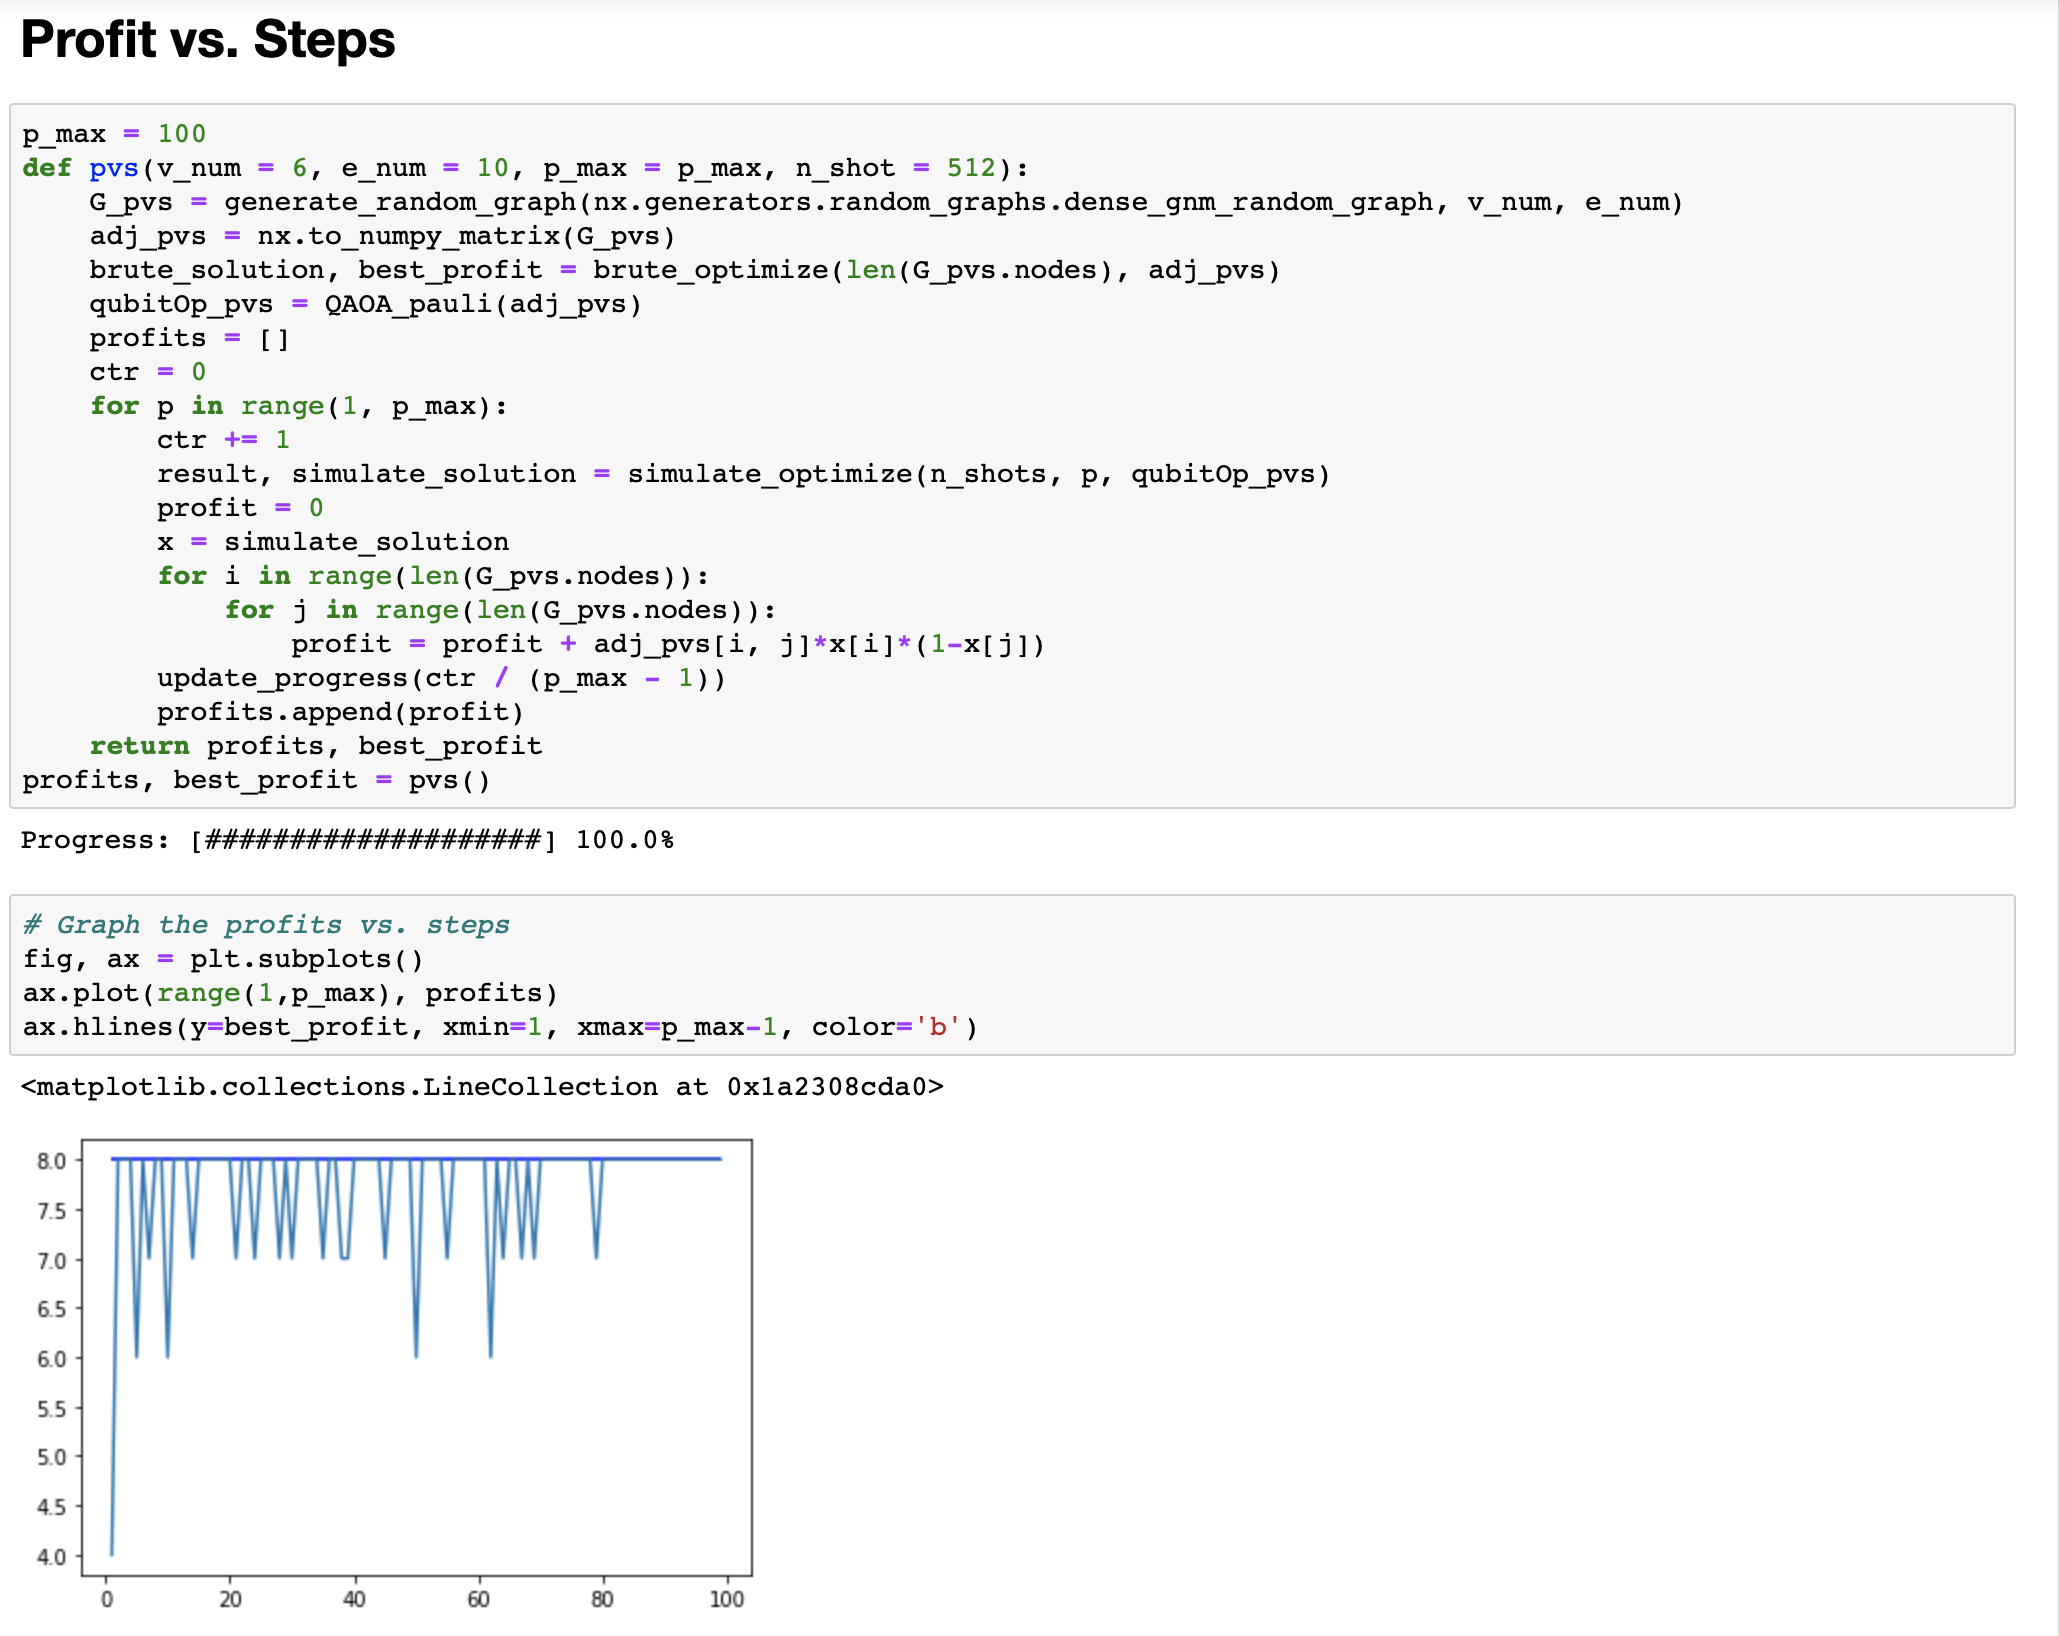 Profit vs. Steps
p_max = 100
def pvs(v_num = 6, e_num = 10, p_max = p_max, n_shot = 512):
    G_pvs = generate_random_graph(nx.generators.random_graphs.dense_gnm_random_graph, v_num, e_num)
    adj_pvs = nx.to_numpy_matrix(G_pvs)
    brute_solution, best_profit = brute_optimize(len(G_pvs.nodes), adj_pvs)
    qubitOp_pvs = QAOA_pauli(adj_pvs)
    profits = []
    ctr = 0
    for p in range(1, p_max):
        ctr += 1
        result, simulate_solution = simulate_optimize(n_shots, p, qubitOp_pvs)
        profit = 0
        x = simulate_solution
        for i in range(len(G_pvs.nodes)):
            for j in range(len(G_pvs.nodes)):
                profit = profit + adj_pvs[i, j]*x[i]*(1-x[j])
        update_progress(ctr / (p_max - 1))
        profits.append(profit)
    return profits, best_profit
profits, best_profit = pvs()
Progress: [####################] 100.0%
# Graph the profits vs. steps
fig, ax = plt.subplots()
ax.plot(range(1,p_max), profits)
ax.hlines(y=best_profit, xmin=1, xmax=p_max-1, color='b')
<matplotlib.collections.LineCollection at 0x1a2308cda0>
8.0
7.5
7.0
6.5
6.0
5.5
5.0
4.5
4.0
0 20 40 60 80 100